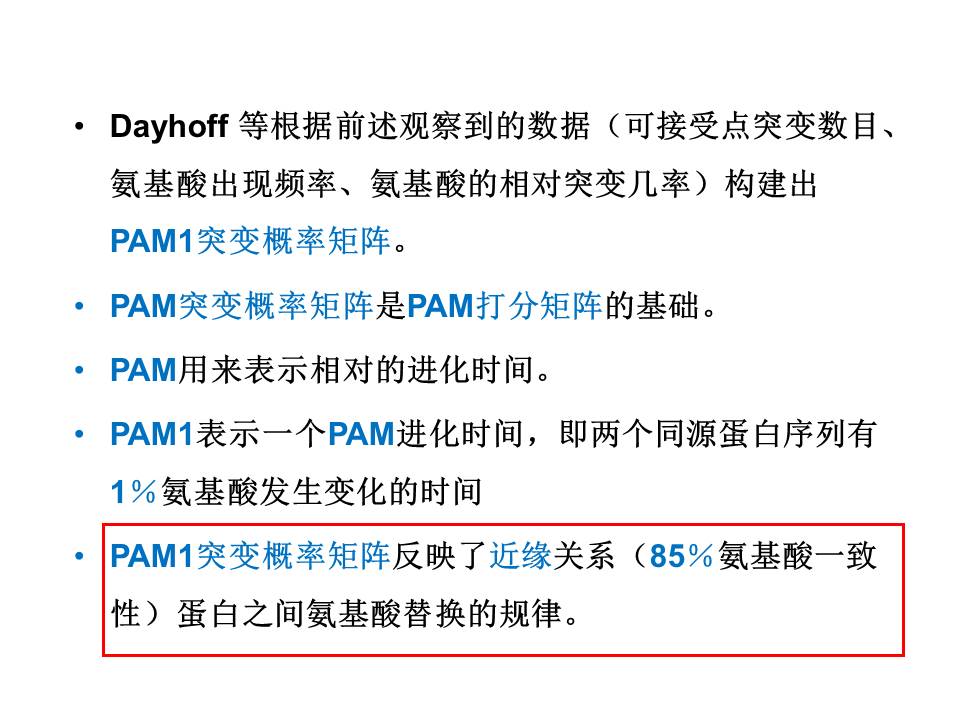 • Dayhoff 等根据前述观察到的数据（可接受点突变数目、
氨基酸出现频率、氨基酸的相对突变几率）构建出
PAM1突变概率矩阵。
• PAM突变概率矩阵是PAM打分矩阵的基础。
• PAM用来表示相对的进化时间。
• PAM1表示一个PAM进化时间，即两个同源蛋白序列有
1％氨基酸发生变化的时间
• PAM1突变概率矩阵反映了近缘关系（85％氨基酸一致
性）蛋白之间氨基酸替换的规律。